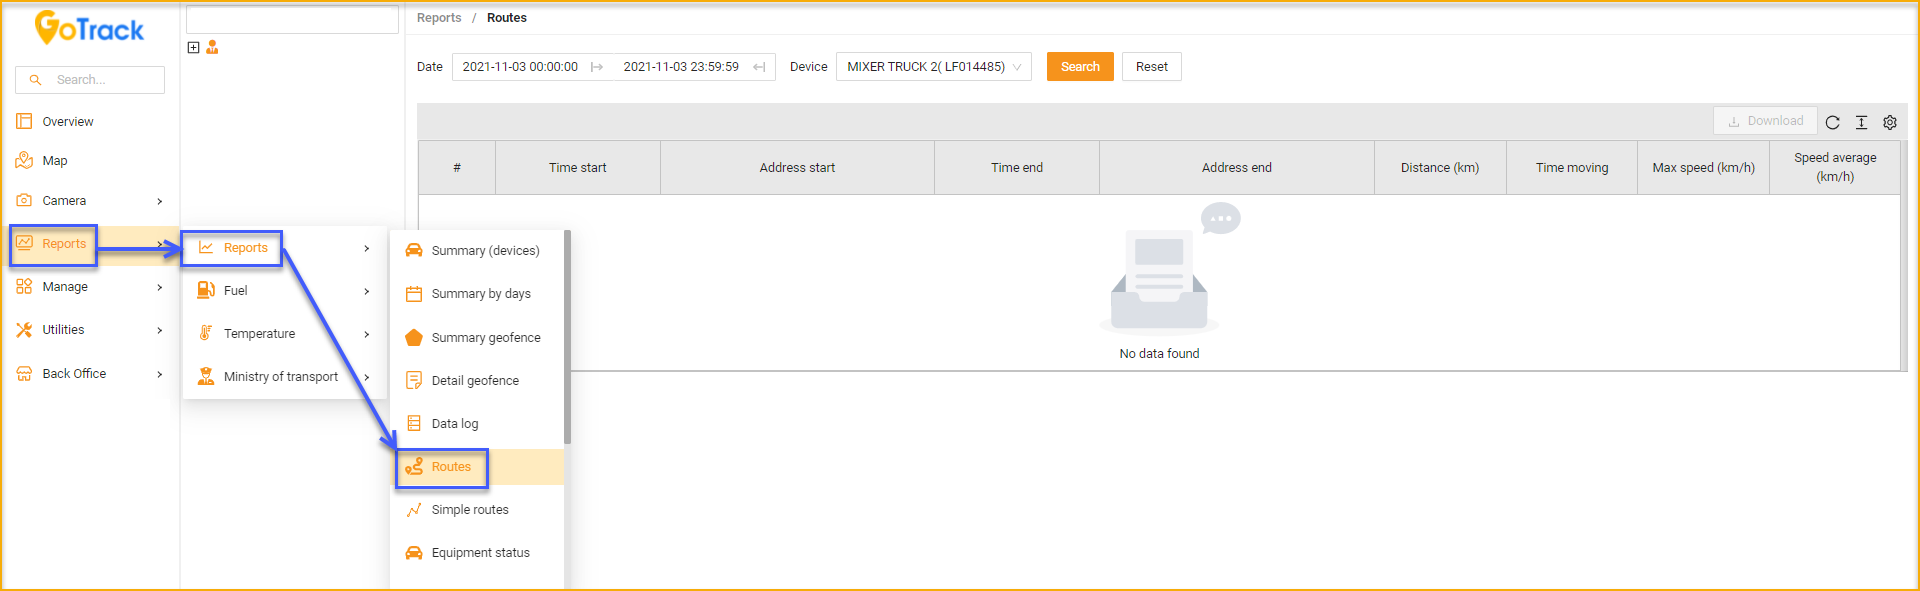 GoTrack
Search...
Overview
Map
Camera
Reports
Manage
Utilities
Back Office
Reports
Fuel
Temperature
Ministry of transport
Summary (devices)
Summary by days
Summary geofence
Detail geofence
Data log
Routes
Simple routes
Equipment status
Reports / Routes
Date 2021-11-03 00:00:00 2021-11-03 23:59:59 Device MIXER TRUCK 2( LF014485) Search Reset
Download
# Time start Address start Time end Address end Distance (km) Time moving Max speed (km/h) Speed average
(km/h)
No data found